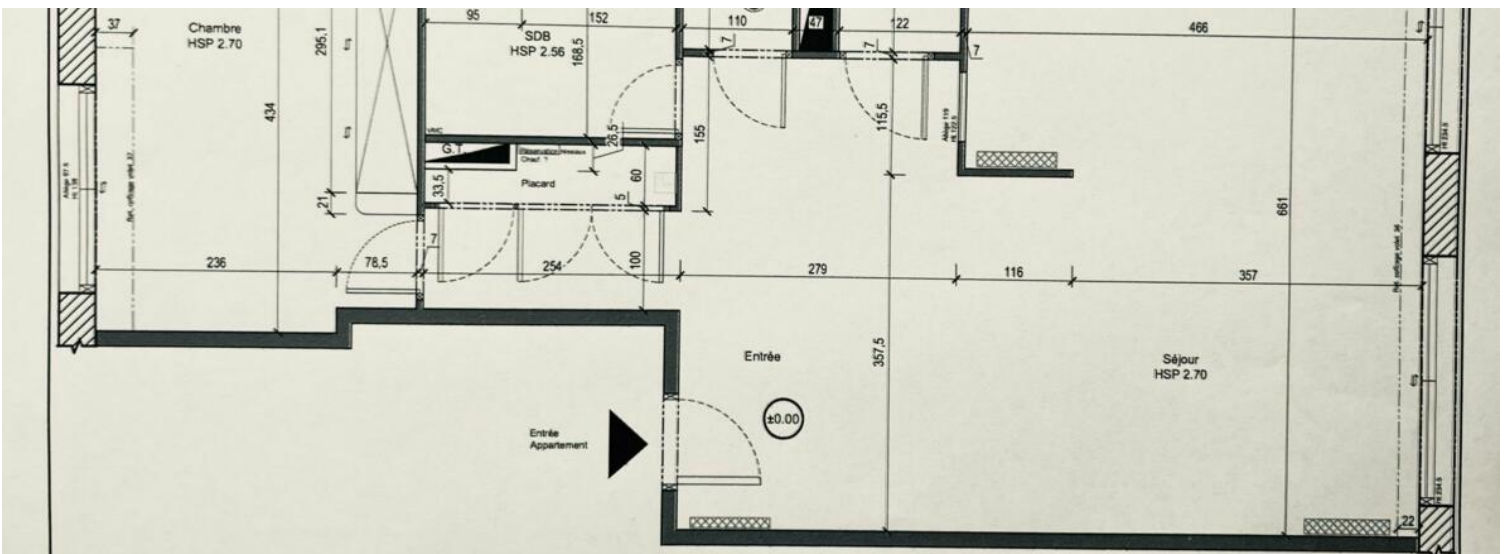 37
Chambre
HSP 2.70
295,1
434
21
236
78,5
95
152
SDB
HSP 2.56
168,5
VMC
G.T.
Chauf. ?
26,5
Placard
33,5
60
5
7
254
100
110
47
122
7
7
7
155
115,5
466
279
116
357
661
357,5
Entrée
±0.00
Séjour
HSP 2.70
Entrée
Appartement
22